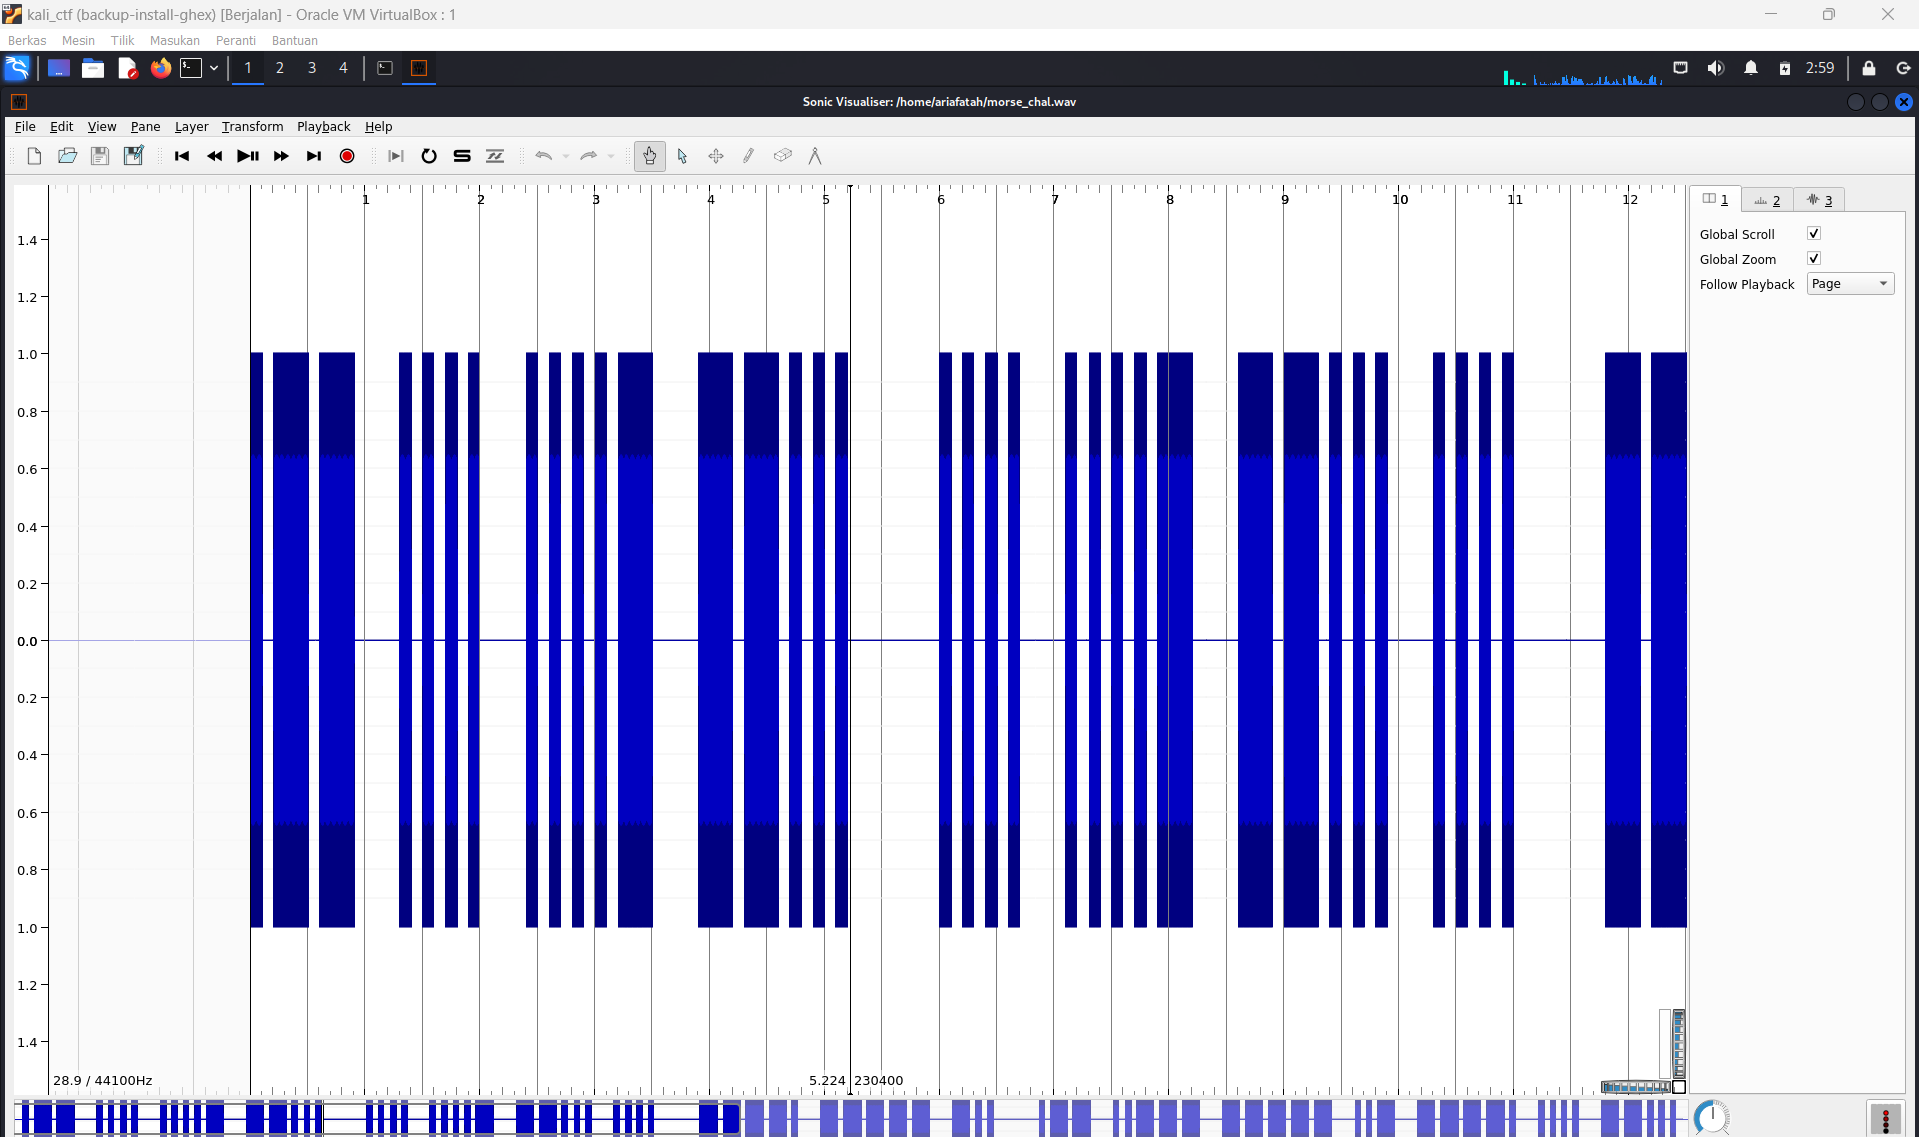 kali_ctf (backup-install-ghex) [Berjalan] - Oracle VM VirtualBox : 1
Berkas Mesin Tilik Masukan Peranti Bantuan
1 2 3 4 2:59
Sonic Visualiser: /home/ariafatah/morse_chal.wav
File Edit View Pane Layer Transform Playback Help
1 2 3 4 5 6 7 8 9 10 11 12
1 2 3
Global Scroll
Global Zoom
Follow Playback Page
1.4
1.2
1.0
0.8
0.6
0.4
0.2
0.0
0.2
0.4
0.6
0.8
1.0
1.2
1.4
28.9 / 44100Hz 5.224 230400